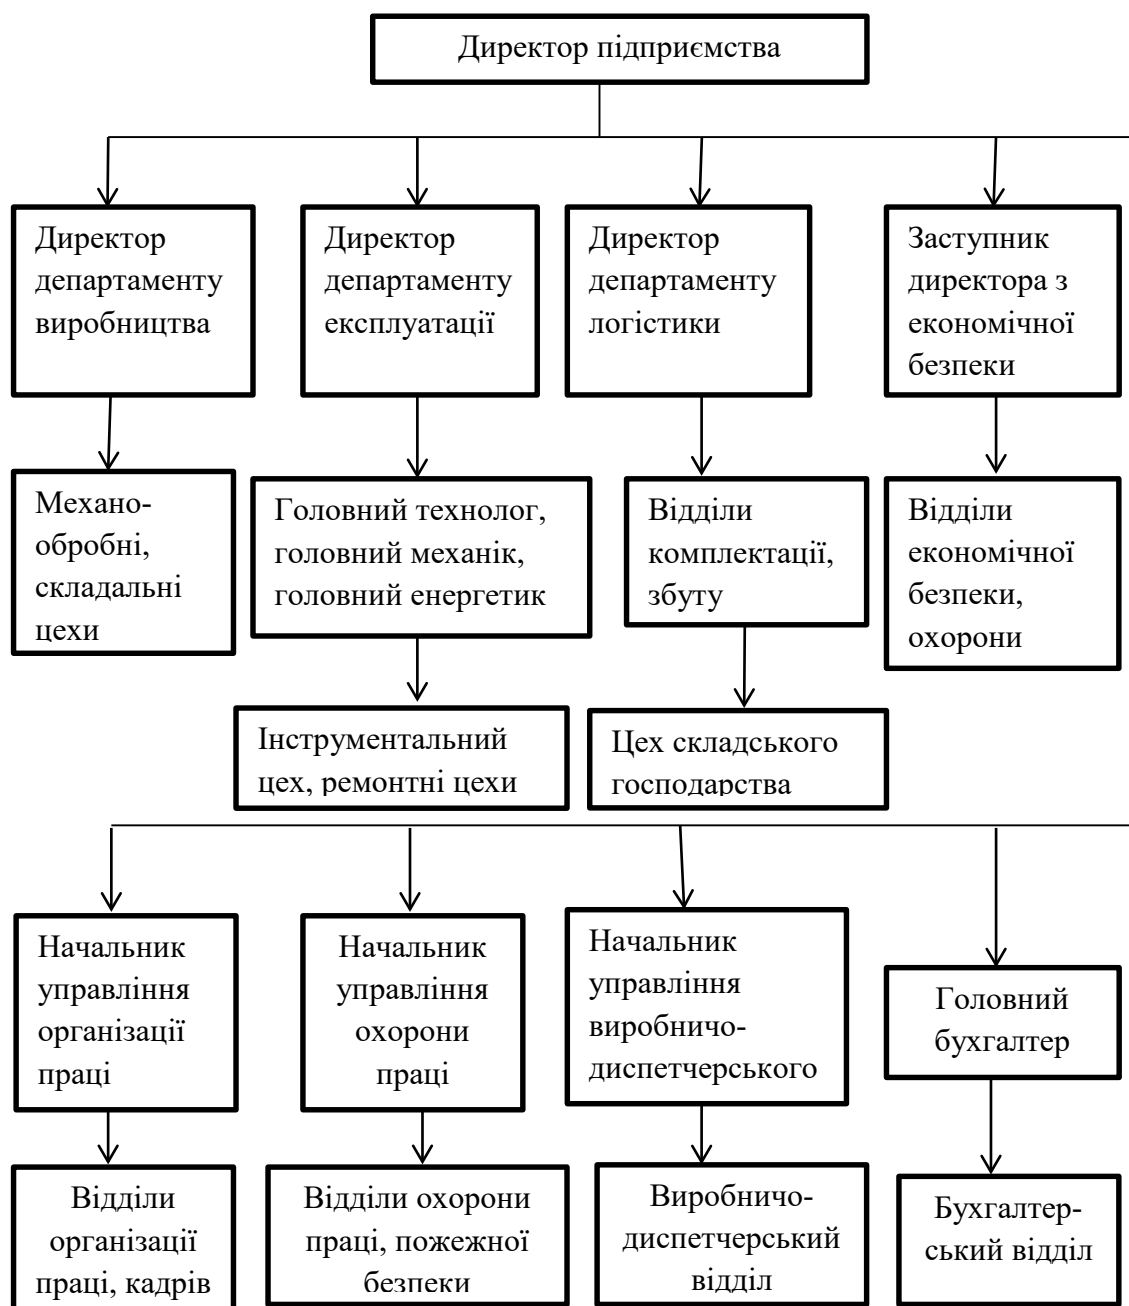 Директор підприємства
Директор
департаменту
виробництва
Директор
департаменту
експлуатації
Директор
департаменту
логістики
Заступник
директора з
економічної
безпеки
Механо-
обробні,
складальні
цехи
Головний технолог,
головний механік,
головний енергетик
Відділи
комплектації,
збуту
Відділи
економічної
безпеки,
охорони
Інструментальний
цех, ремонтні цехи
Цех складського
господарства
Начальник
управління
організації
праці
Начальник
управління
охорони
праці
Начальник
управління
виробничо-
диспетчерського
Головний
бухгалтер
Відділи
організації
праці, кадрів
Відділи охорони
праці, пожежної
безпеки
Виробничо-
диспетчерський
відділ
Бухгалтер-
ський відділ